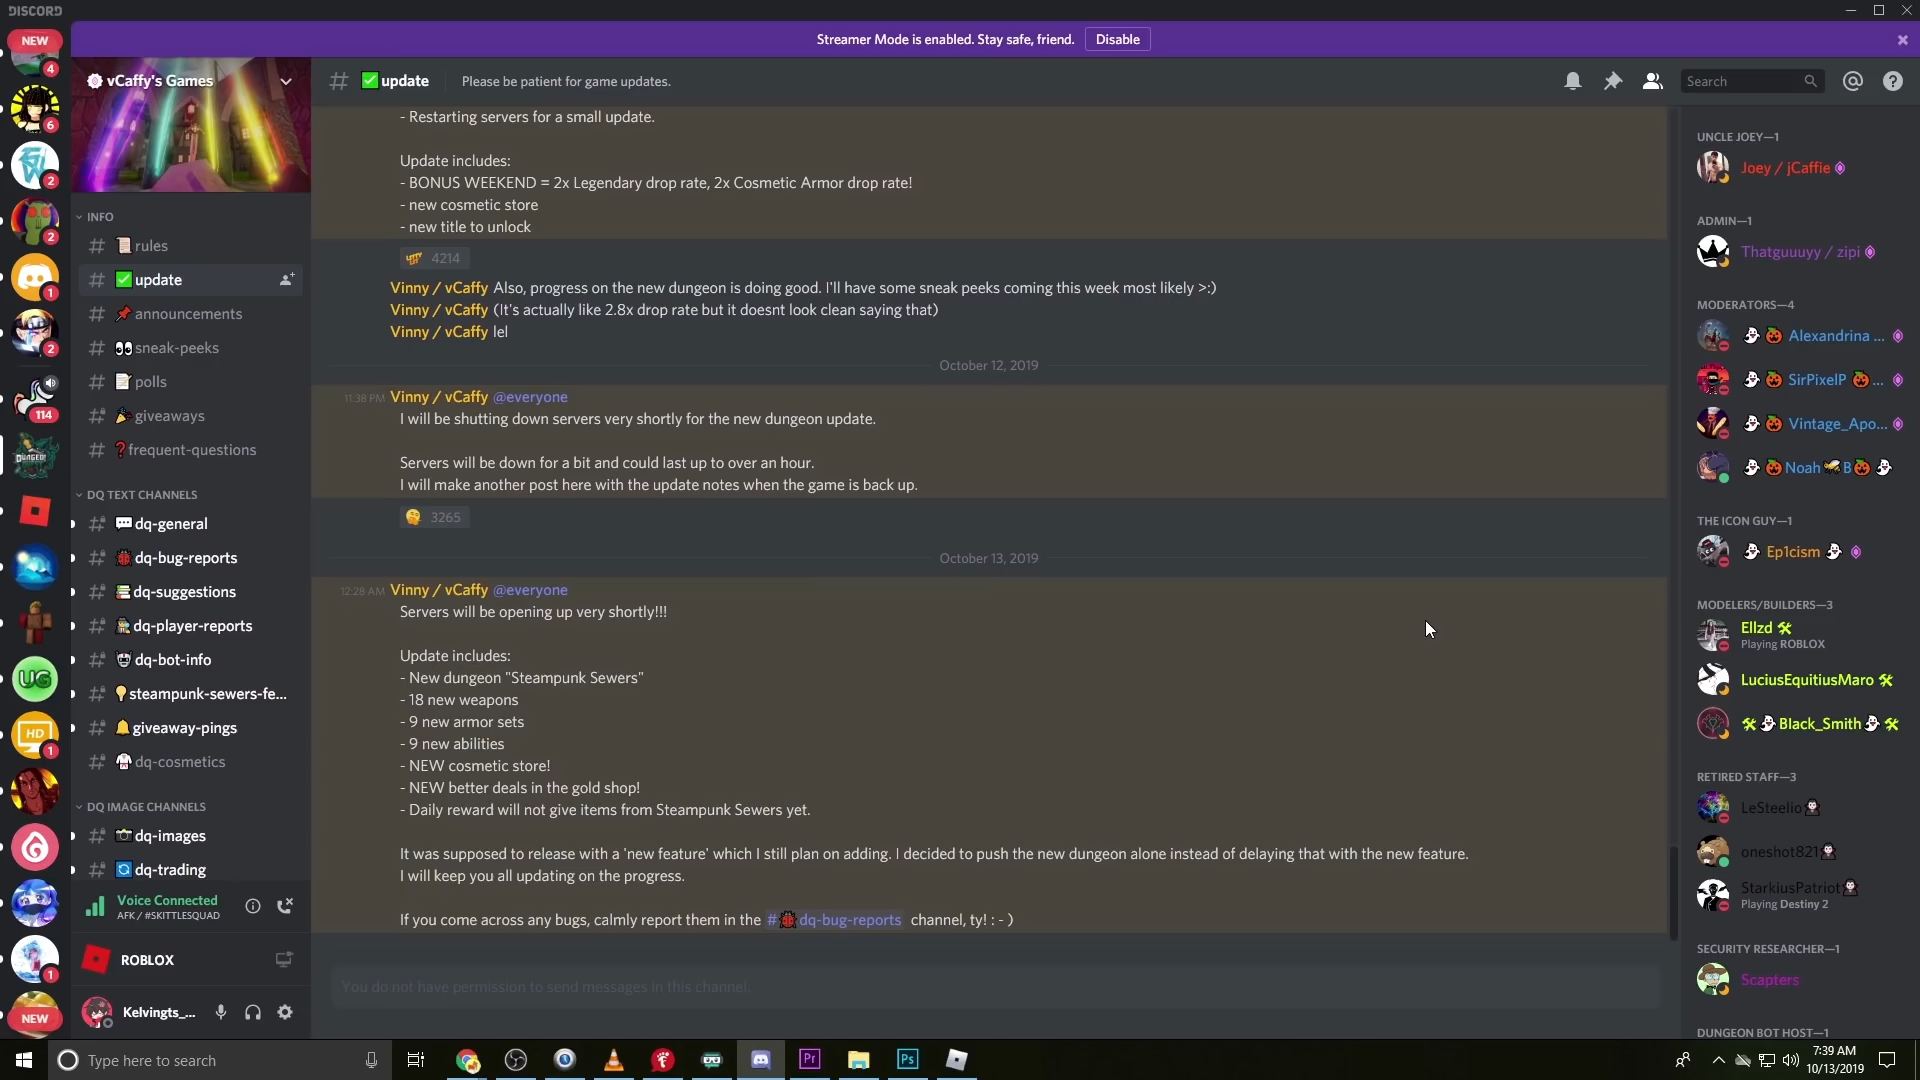 DISCORD
Streamer Mode is enabled. Stay safe, friend. Disable
NEW
4
6
2
2
1
2
114
1
1
NEW
UG
HD
vCaffy's Games
INFO
# rules
# update
# announcements
# sneak-peeks
# polls
# giveaways
# frequent-questions
DQ TEXT CHANNELS
# dq-general
# dq-bug-reports
# dq-suggestions
# dq-player-reports
# dq-bot-info
# steampunk-sewers-fe...
# giveaway-pings
# dq-cosmetics
DQ IMAGE CHANNELS
# dq-images
# dq-trading
Voice Connected
AFK / #SKITTLESQUAD
ROBLOX
Kelvingts_...
# update Please be patient for game updates.
Search
- Restarting servers for a small update.
Update includes:
- BONUS WEEKEND = 2x Legendary drop rate, 2x Cosmetic Armor drop rate!
- new cosmetic store
- new title to unlock
4214
Vinny / vCaffy Also, progress on the new dungeon is doing good. I'll have some sneak peeks coming this week most likely >:)
Vinny / vCaffy (It's actually like 2.8x drop rate but it doesnt look clean saying that)
Vinny / vCaffy lel
October 12, 2019
11:38 PM Vinny / vCaffy @everyone
I will be shutting down servers very shortly for the new dungeon update.
Servers will be down for a bit and could last up to over an hour.
I will make another post here with the update notes when the game is back up.
3265
October 13, 2019
12:28 AM Vinny / vCaffy @everyone
Servers will be opening up very shortly!!!
Update includes:
- New dungeon "Steampunk Sewers"
- 18 new weapons
- 9 new armor sets
- 9 new abilities
- NEW cosmetic store!
- NEW better deals in the gold shop!
- Daily reward will not give items from Steampunk Sewers yet.
It was supposed to release with a 'new feature' which I still plan on adding. I decided to push the new dungeon alone instead of delaying that with the new feature.
I will keep you all updating on the progress.
If you come across any bugs, calmly report them in the # dq-bug-reports channel, ty! : - )
You do not have permission to send messages in this channel.
UNCLE JOEY—1
Joey / jCaffie
ADMIN—1
Thatguuuyy / zipi
MODERATORS—4
Alexandrina ...
SirPixelP ...
Vintage_Apo...
Noah B
THE ICON GUY—1
Ep1cism
MODELERS/BUILDERS—3
Ellzd
Playing ROBLOX
LuciusEquitiusMaro
Black_Smith
RETIRED STAFF—3
LeSteelio
oneshot821
StarkiusPatriot
Playing Destiny 2
SECURITY RESEARCHER—1
Scapters
DUNGEON BOT HOST—1
Type here to search
Pr
Ps
7:39 AM
10/13/2019